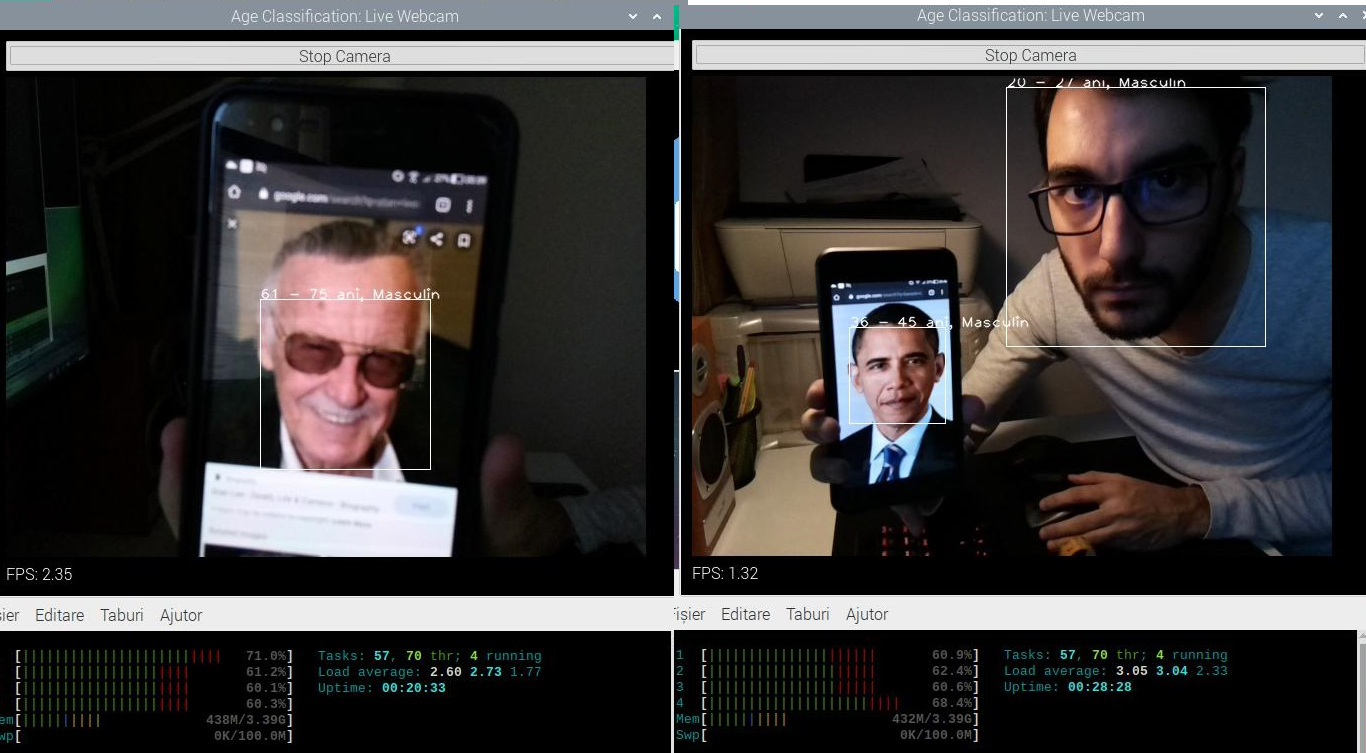 Age Classification: Live Webcam
Stop Camera
google.com
61 - 75 ani, Masculin
FPS: 2.35
Editare Taburi Ajutor
71.0%]
61.2%]
60.1%]
60.3%]
438M/3.39G]
0K/100.0M]
Tasks: 57, 70 thr; 4 running
Load average: 2.60 2.73 1.77
Uptime: 00:20:33
Age Classification: Live Webcam
Stop Camera
20 - 27 ani, Masculin
36 - 45 ani, Masculin
FPS: 1.32
Fișier Editare Taburi Ajutor
1 [ 60.9%]
2 [ 62.4%]
3 [ 60.6%]
4 [ 68.4%]
Mem[ 432M/3.39G]
Swp[ 0K/100.0M]
Tasks: 57, 70 thr; 4 running
Load average: 3.05 3.04 2.33
Uptime: 00:28:28